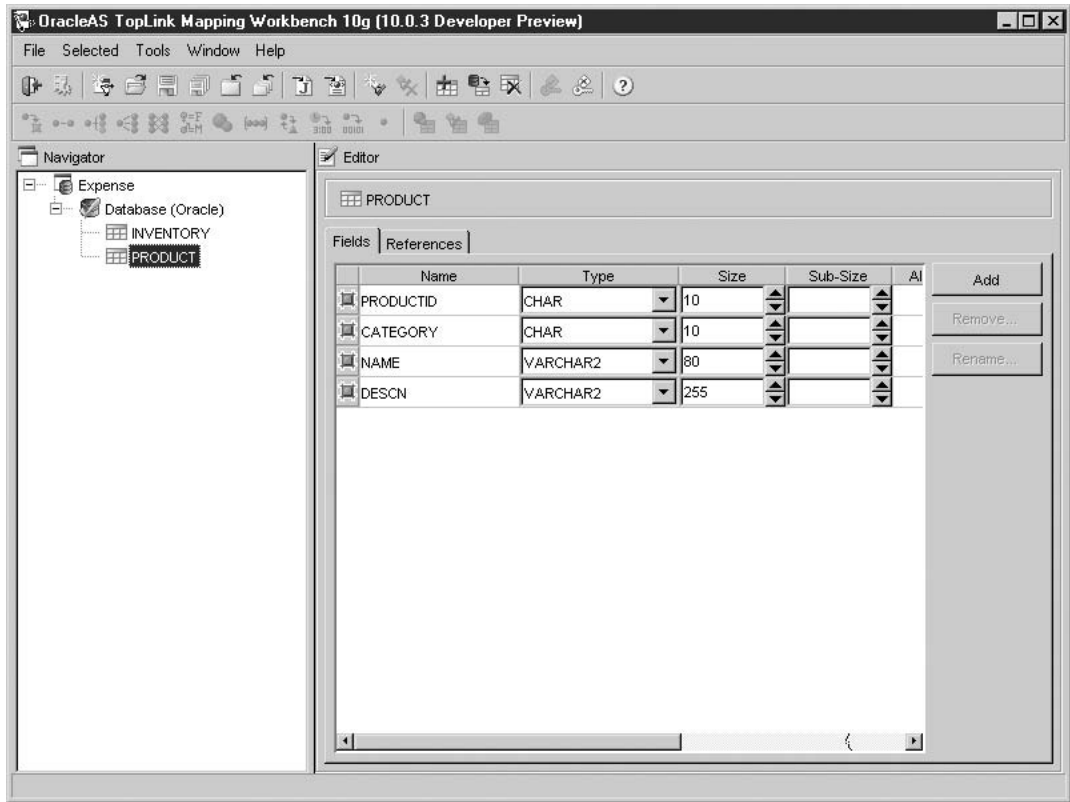 OracleAS TopLink Mapping Workbench 10g (10.0.3 Developer Preview)
File Selected Tools Window Help
Navigator
Editor
Expense
Database (Oracle)
INVENTORY
PRODUCT
PRODUCT
Fields References
Name Type Size Sub-Size Al
PRODUCTID CHAR 10
CATEGORY CHAR 10
NAME VARCHAR2 80
DESCN VARCHAR2 255
Add
Remove...
Rename...